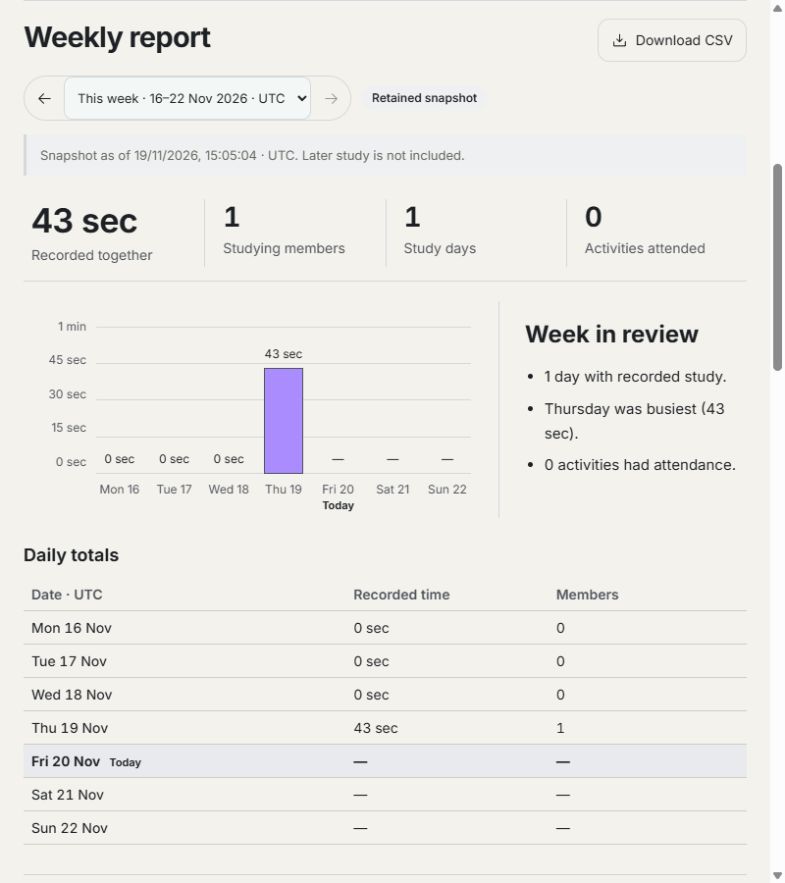 Weekly report
Download CSV
This week · 16–22 Nov 2026 · UTC
Retained snapshot
Snapshot as of 19/11/2026, 15:05:04 · UTC. Later study is not included.
43 sec
Recorded together
1
Studying members
1
Study days
0
Activities attended
1 min
45 sec
30 sec
15 sec
0 sec
43 sec
0 sec 0 sec 0 sec — — —
Mon 16 Tue 17 Wed 18 Thu 19 Fri 20 Sat 21 Sun 22
Today
Week in review
• 1 day with recorded study.
• Thursday was busiest (43
sec).
• 0 activities had attendance.
Daily totals
Date · UTC Recorded time Members
Mon 16 Nov 0 sec 0
Tue 17 Nov 0 sec 0
Wed 18 Nov 0 sec 0
Thu 19 Nov 43 sec 1
Fri 20 Nov Today — —
Sat 21 Nov — —
Sun 22 Nov — —